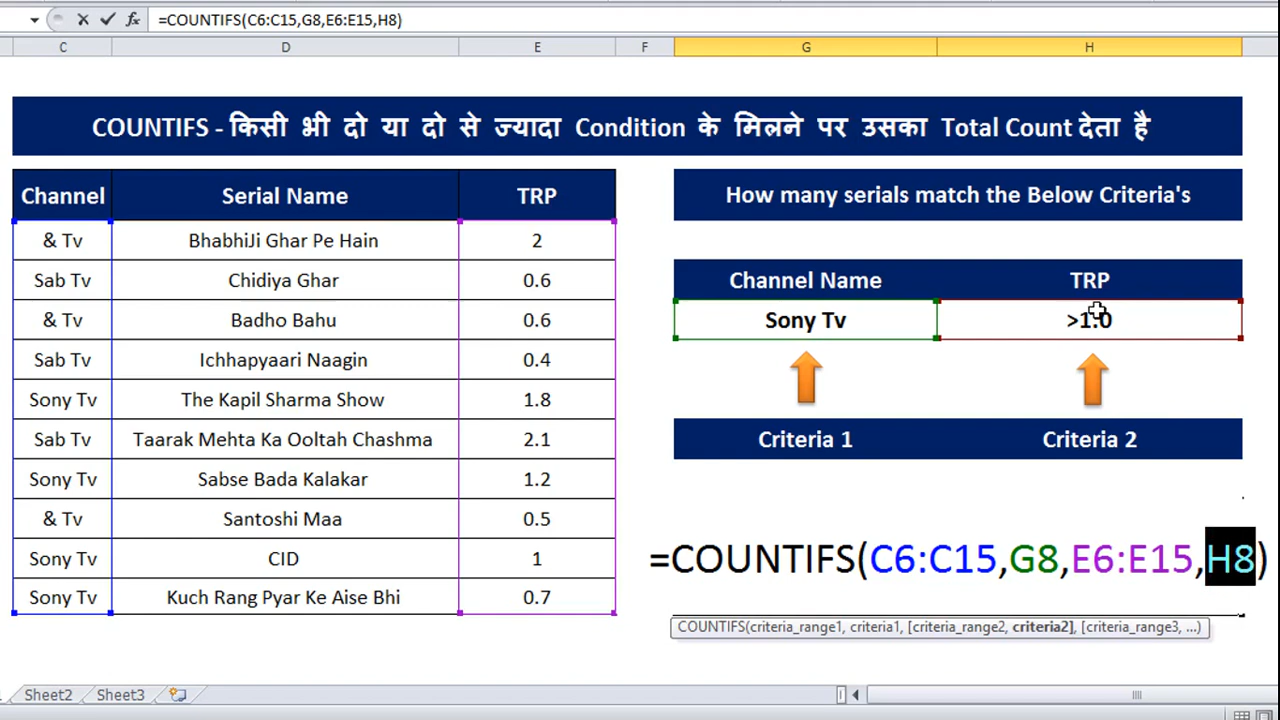 =COUNTIFS(C6:C15,G8,E6:E15,H8)
C D E F G H
COUNTIFS - किसी भी दो या दो से ज्यादा Condition के मिलने पर उसका Total Count देता है
Channel Serial Name TRP
& Tv BhabhiJi Ghar Pe Hain 2
Sab Tv Chidiya Ghar 0.6
& Tv Badho Bahu 0.6
Sab Tv Ichhapyaari Naagin 0.4
Sony Tv The Kapil Sharma Show 1.8
Sab Tv Taarak Mehta Ka Ooltah Chashma 2.1
Sony Tv Sabse Bada Kalakar 1.2
& Tv Santoshi Maa 0.5
Sony Tv CID 1
Sony Tv Kuch Rang Pyar Ke Aise Bhi 0.7
How many serials match the Below Criteria's
Channel Name TRP
Sony Tv >1.0
Criteria 1 Criteria 2
=COUNTIFS(C6:C15,G8,E6:E15,H8)
COUNTIFS(criteria_range1, criteria1, [criteria_range2, criteria2], [criteria_range3, ...)
Sheet2 Sheet3